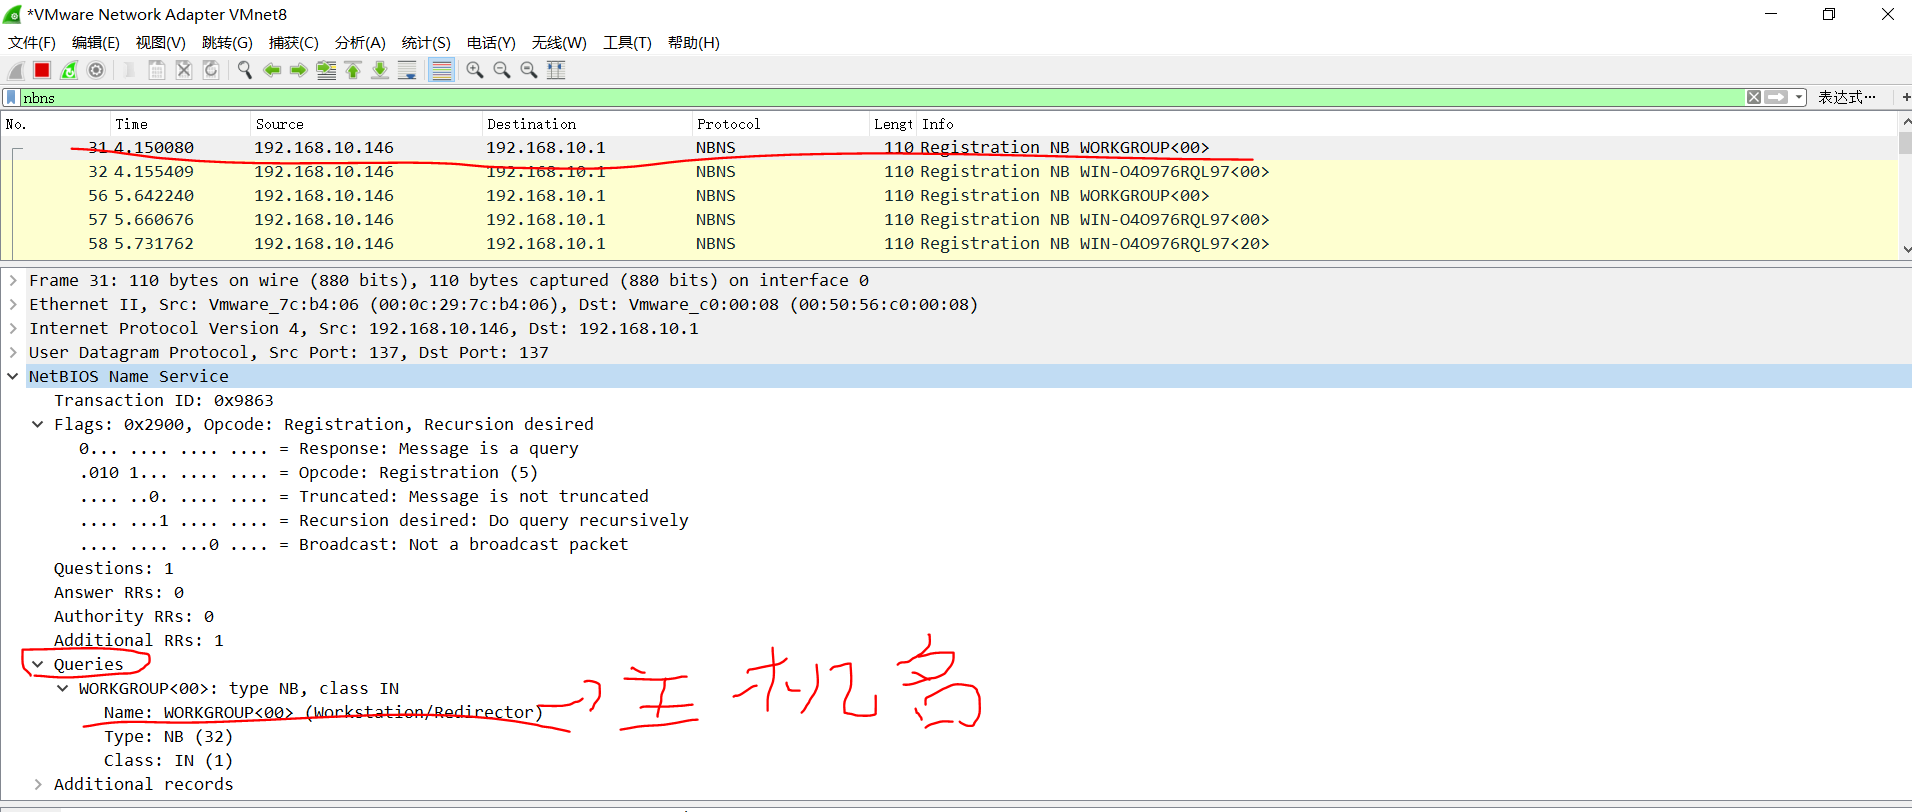 *VMware Network Adapter VMnet8
文件(F) 编辑(E) 视图(V) 跳转(G) 捕获(C) 分析(A) 统计(S) 电话(Y) 无线(W) 工具(T) 帮助(H)
nbns 表达式… +
No. Time Source Destination Protocol Lengt Info
31 4.150080 192.168.10.146 192.168.10.1 NBNS 110 Registration NB WORKGROUP<00>
32 4.155409 192.168.10.146 192.168.10.1 NBNS 110 Registration NB WIN-O4O976RQL97<00>
56 5.642240 192.168.10.146 192.168.10.1 NBNS 110 Registration NB WORKGROUP<00>
57 5.660676 192.168.10.146 192.168.10.1 NBNS 110 Registration NB WIN-O4O976RQL97<00>
58 5.731762 192.168.10.146 192.168.10.1 NBNS 110 Registration NB WIN-O4O976RQL97<20>
Frame 31: 110 bytes on wire (880 bits), 110 bytes captured (880 bits) on interface 0
Ethernet II, Src: Vmware_7c:b4:06 (00:0c:29:7c:b4:06), Dst: Vmware_c0:00:08 (00:50:56:c0:00:08)
Internet Protocol Version 4, Src: 192.168.10.146, Dst: 192.168.10.1
User Datagram Protocol, Src Port: 137, Dst Port: 137
NetBIOS Name Service
Transaction ID: 0x9863
Flags: 0x2900, Opcode: Registration, Recursion desired
0... .... .... .... = Response: Message is a query
.010 1... .... .... = Opcode: Registration (5)
.... ..0. .... .... = Truncated: Message is not truncated
.... ...1 .... .... = Recursion desired: Do query recursively
.... .... ...0 .... = Broadcast: Not a broadcast packet
Questions: 1
Answer RRs: 0
Authority RRs: 0
Additional RRs: 1
Queries
WORKGROUP<00>: type NB, class IN
Name: WORKGROUP<00> (Workstation/Redirector) 主机名
Type: NB (32)
Class: IN (1)
Additional records